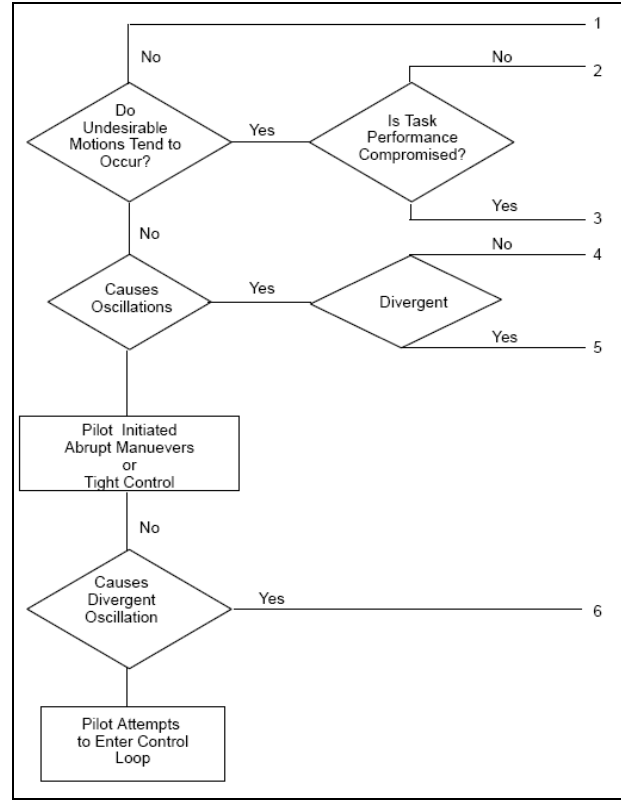 1
No
No
2
Do
Undesirable
Motions Tend to
Occur?
Yes
Is Task
Performance
Compromised?
Yes
3
No
No
4
Causes
Oscillations
Yes
Divergent
Yes
5
Pilot Initiated
Abrupt Manuevers
or
Tight Control
No
Causes
Divergent
Oscillation
Yes
6
Pilot Attempts
to Enter Control
Loop